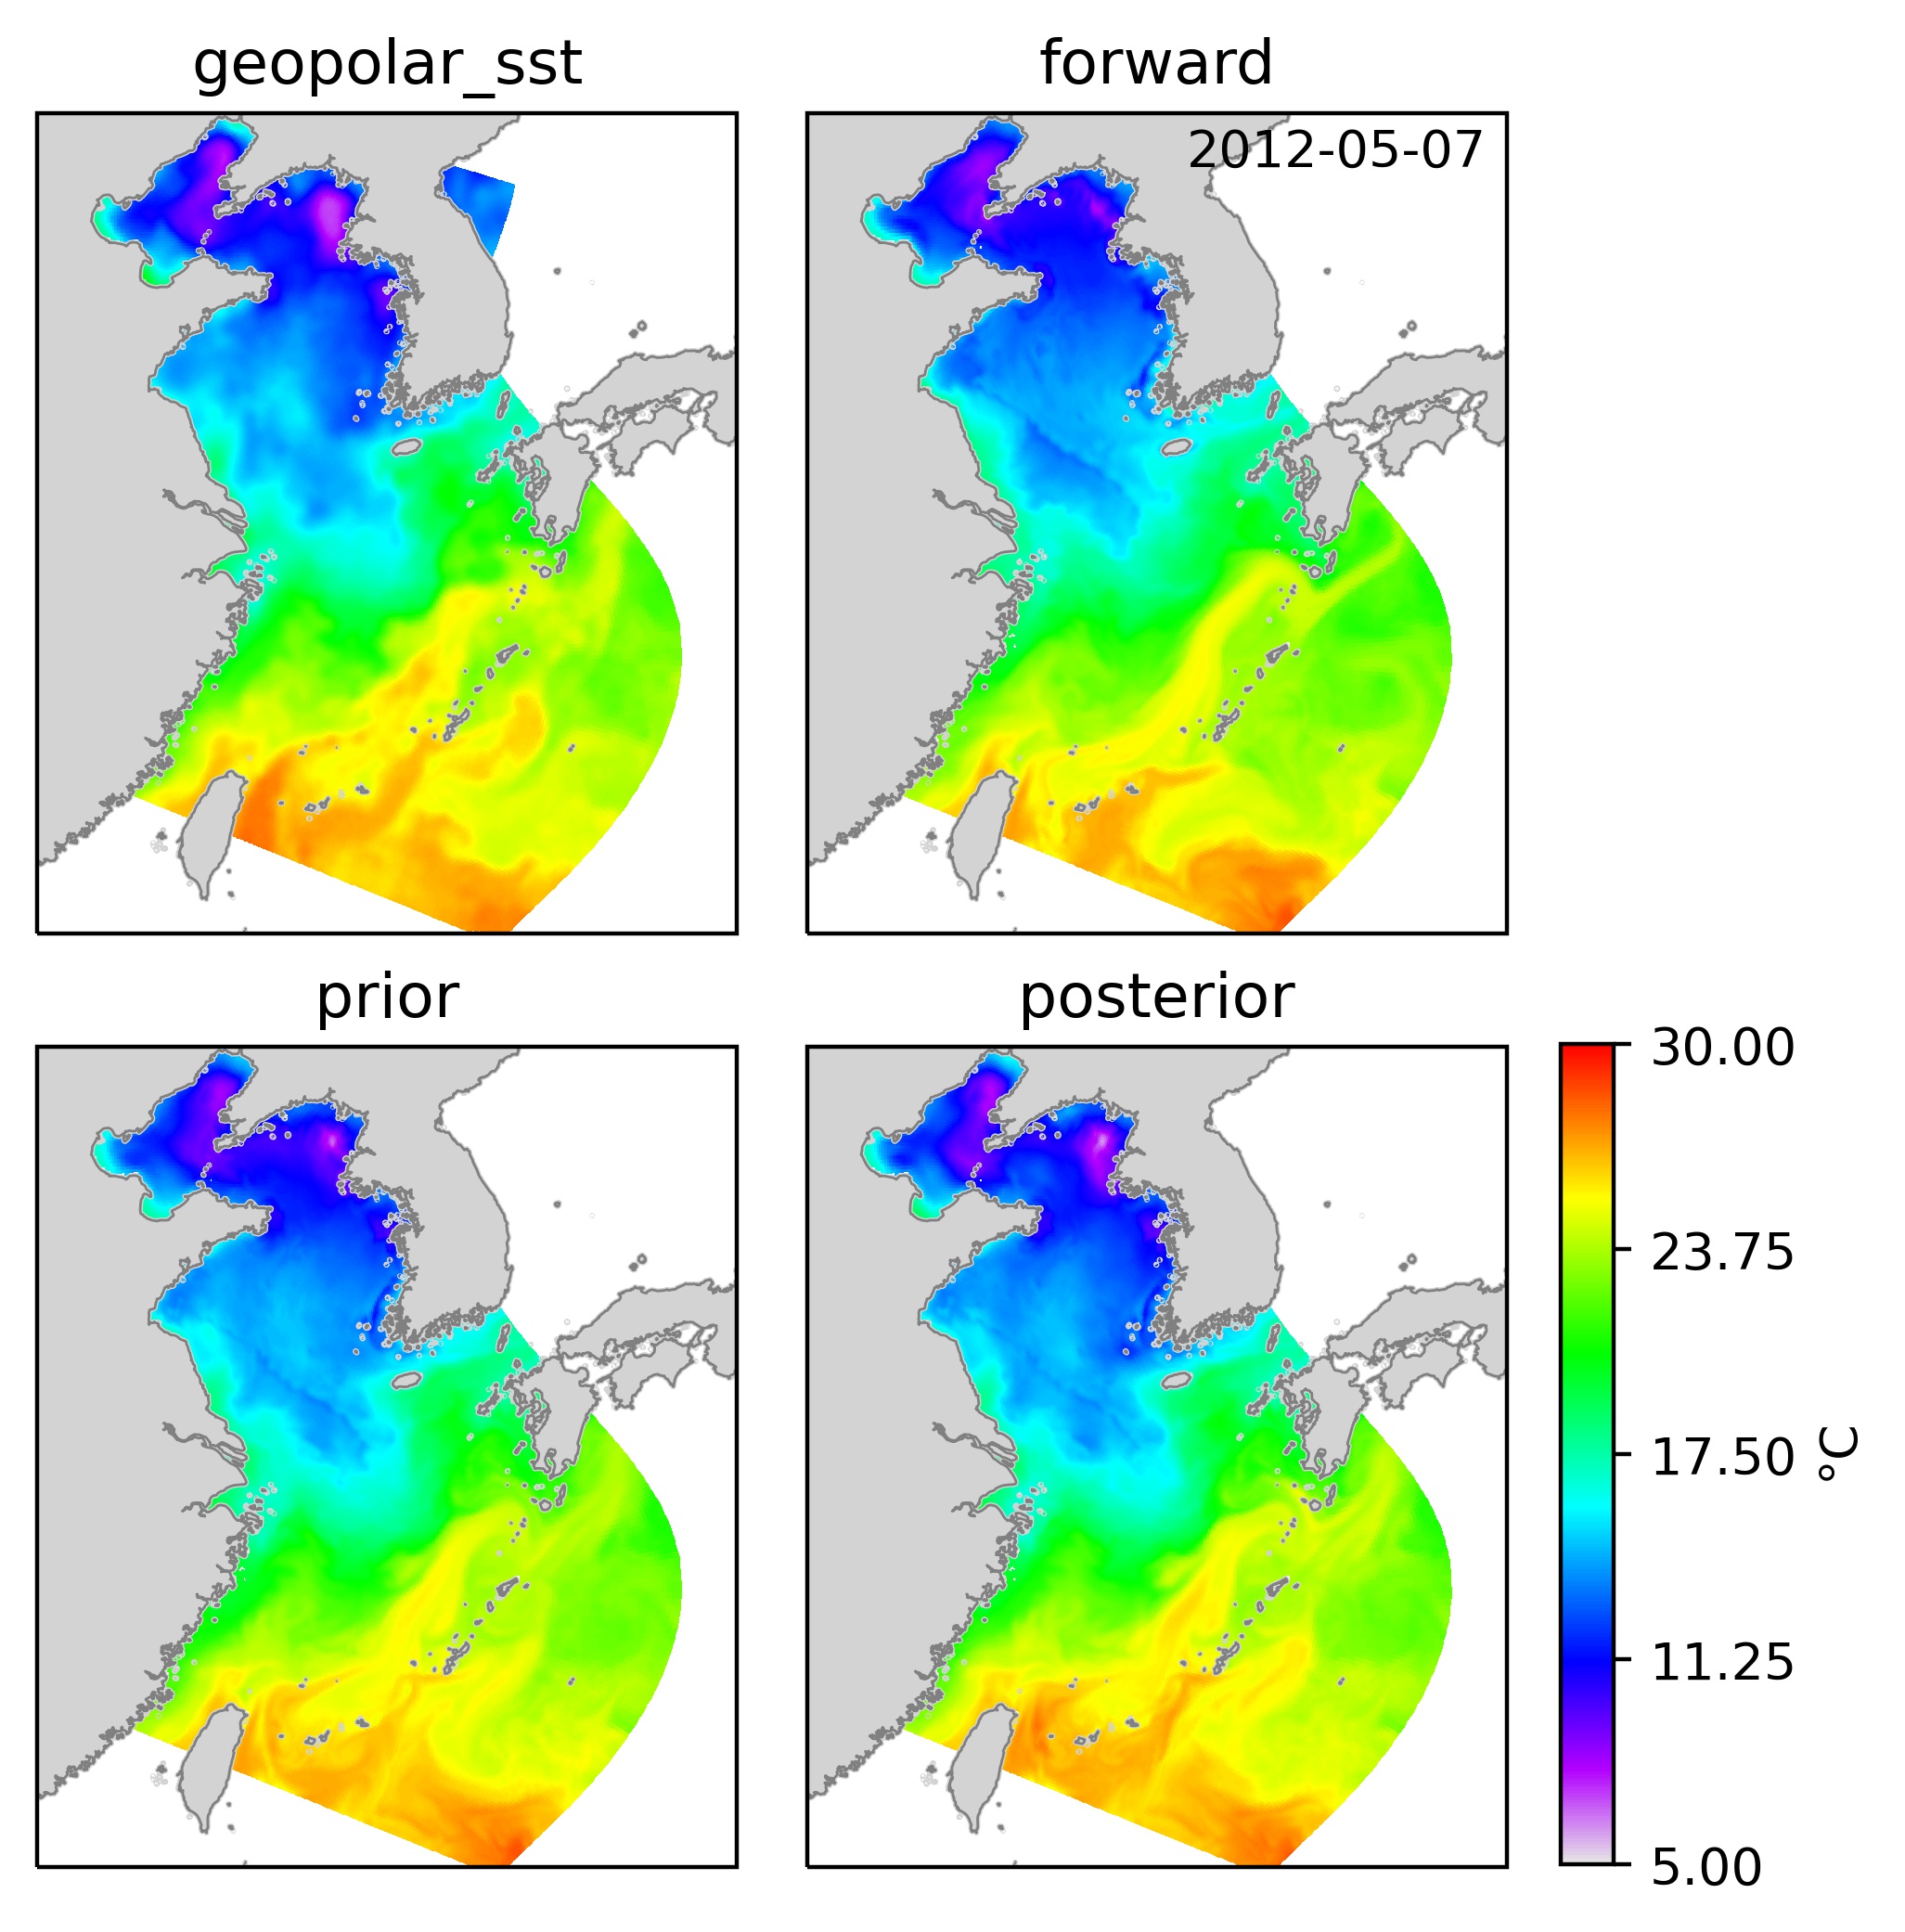 geopolar_sst
forward
2012-05-07
prior
posterior
30.00
23.75
17.50
11.25
5.00
°C